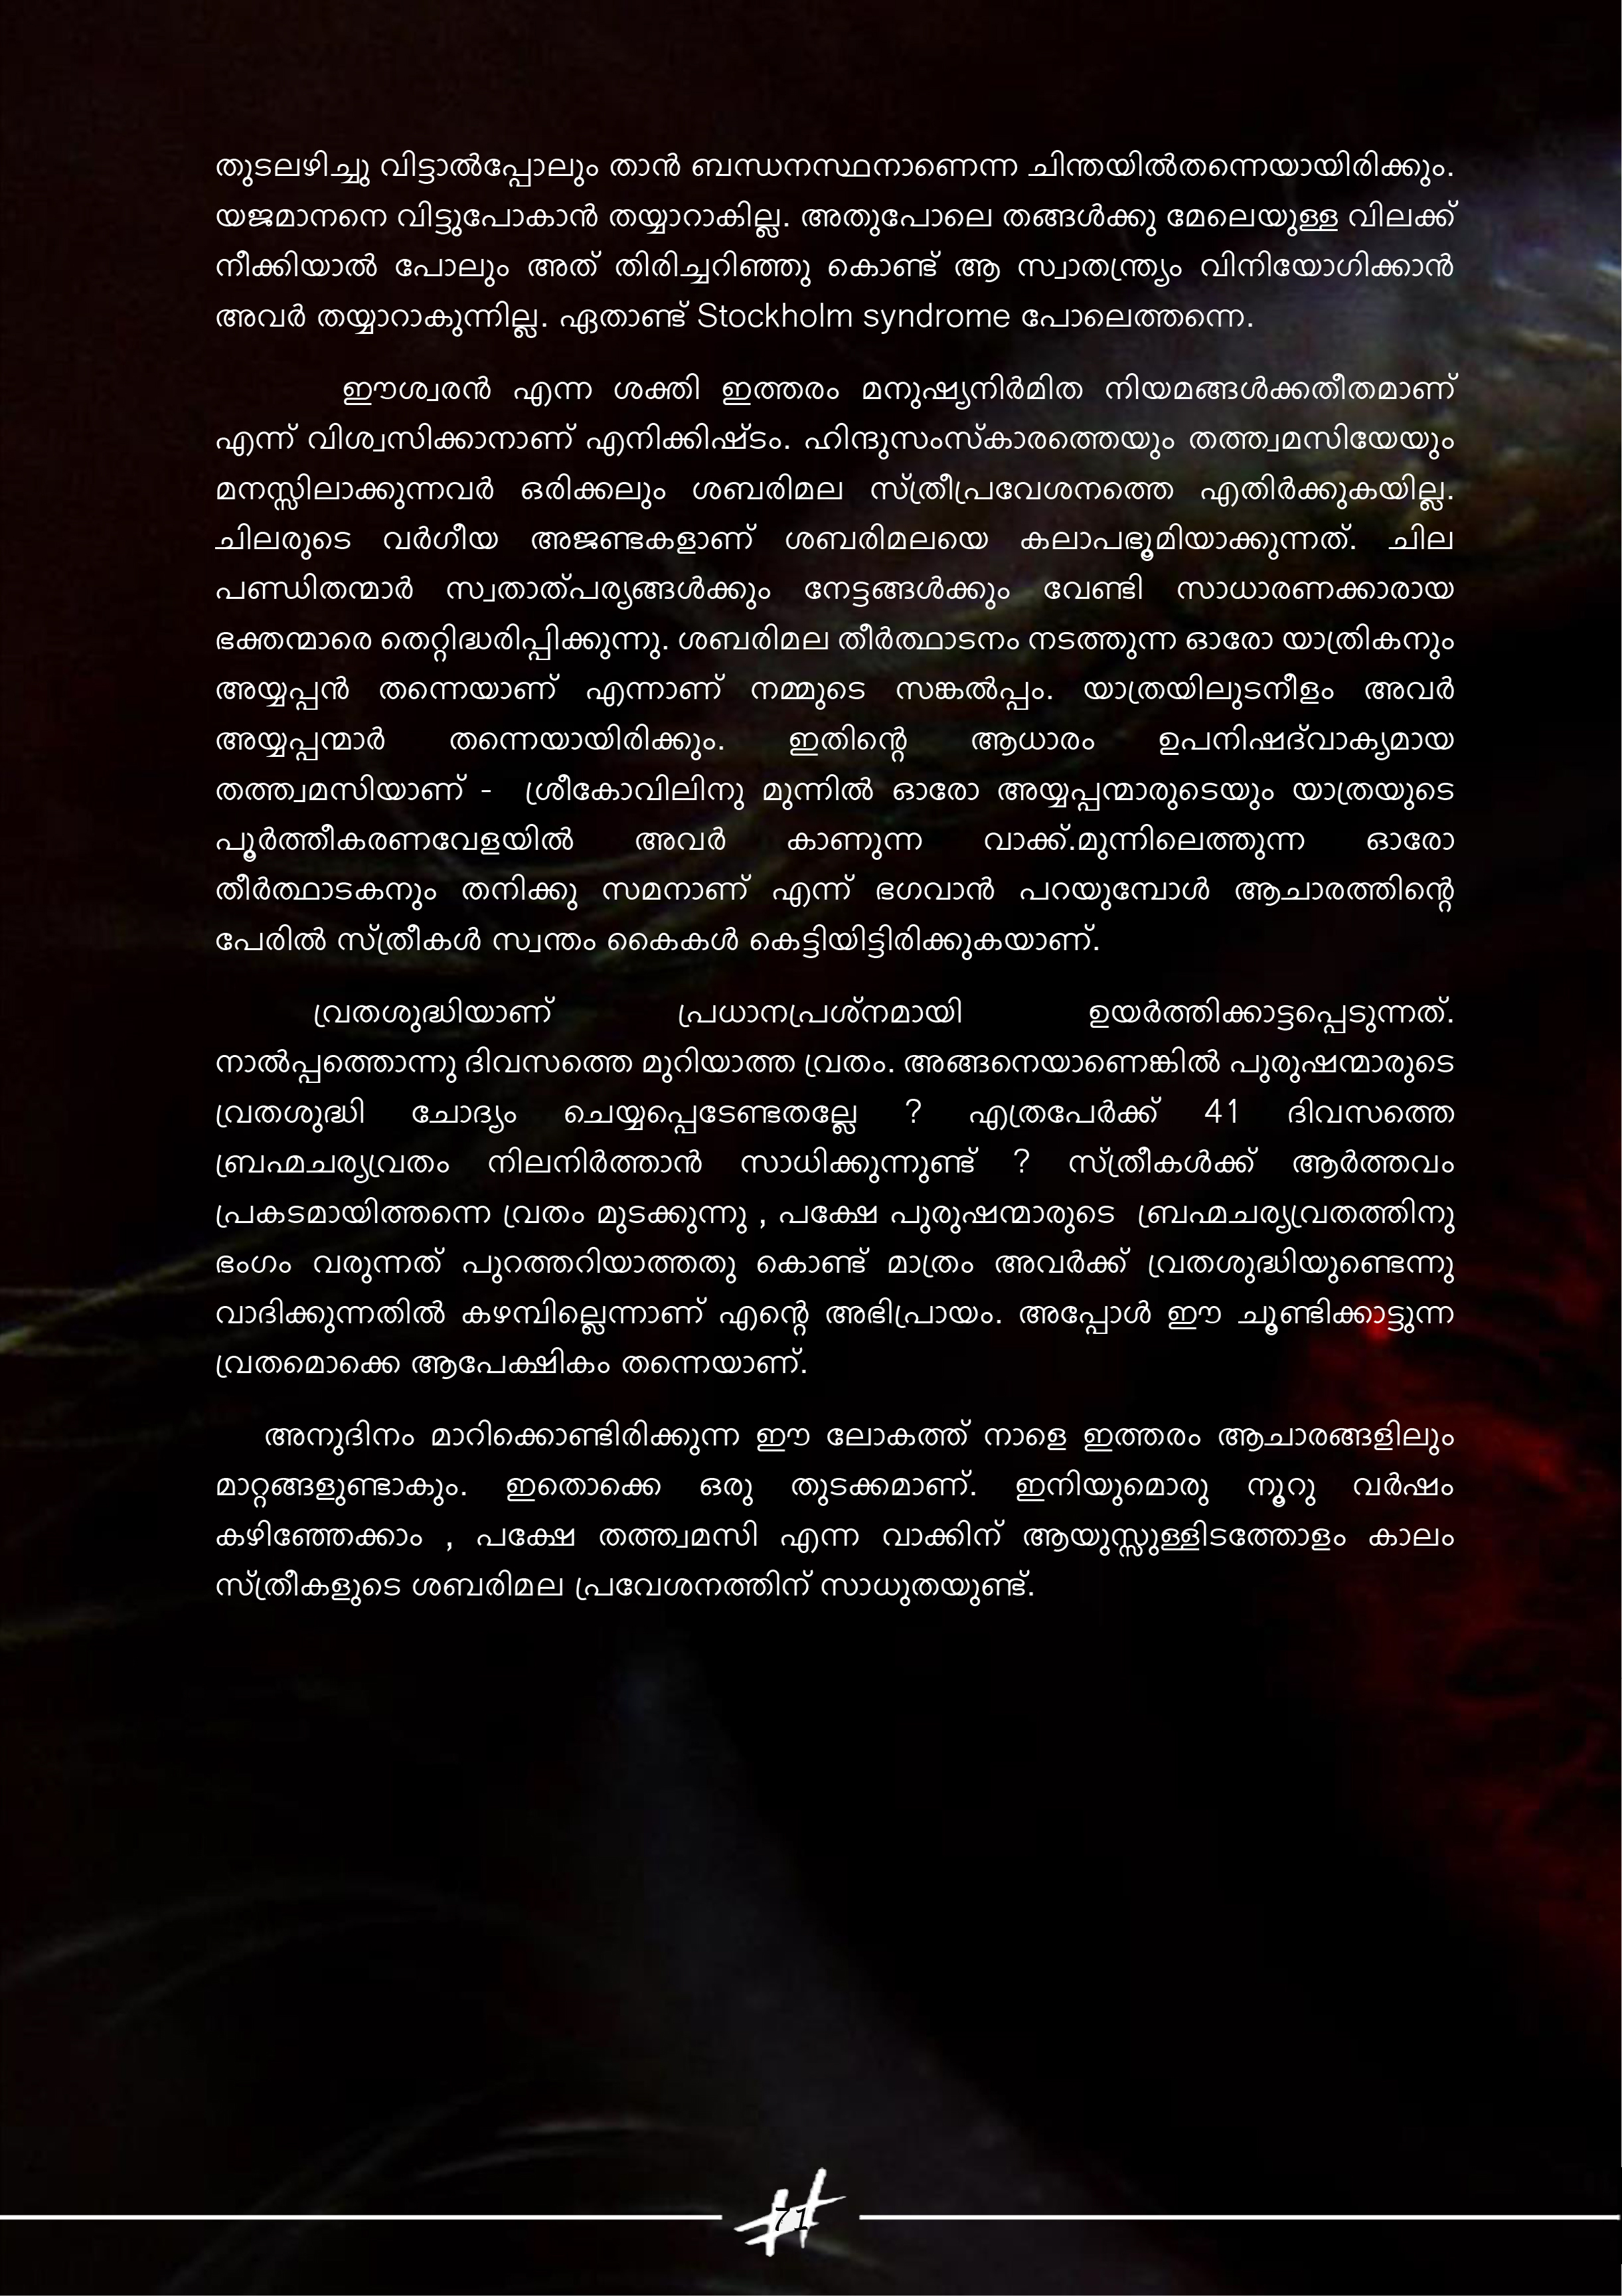 തുടലഴിച്ചു വിട്ടാൽപ്പോലും താൻ ബന്ധനസ്ഥനാണെന്ന ചിന്തയിൽതന്നെയായിരിക്കും.
യജമാനനെ വിട്ടുപോകാൻ തയ്യാറാകില്ല. അതുപോലെ തങ്ങൾക്കു മേലെയുള്ള വിലക്ക്
നീക്കിയാൽ പോലും അത് തിരിച്ചറിഞ്ഞു കൊണ്ട് ആ സ്വാതന്ത്ര്യം വിനിയോഗിക്കാൻ
അവർ തയ്യാറാകുന്നില്ല. ഏതാണ്ട് Stockholm syndrome പോലെത്തന്നെ.
ഈശ്വരൻ എന്ന ശക്തി ഇത്തരം മനുഷ്യനിർമിത നിയമങ്ങൾക്കതീതമാണ്
എന്ന് വിശ്വസിക്കാനാണ് എനിക്കിഷ്ടം. ഹിന്ദുസംസ്കാരത്തെയും തത്ത്വമസിയേയും
മനസ്സിലാക്കുന്നവർ ഒരിക്കലും ശബരിമല സ്ത്രീപ്രവേശനത്തെ എതിർക്കുകയില്ല.
ചിലരുടെ വർഗീയ അജണ്ടകളാണ് ശബരിമലയെ കലാപഭൂമിയാക്കുന്നത്. ചില
പണ്ഡിതന്മാർ സ്വതാത്പര്യങ്ങൾക്കും നേട്ടങ്ങൾക്കും വേണ്ടി സാധാരണക്കാരായ
ഭക്തന്മാരെ തെറ്റിദ്ധരിപ്പിക്കുന്നു. ശബരിമല തീർത്ഥാടനം നടത്തുന്ന ഓരോ യാത്രികനും
അയ്യപ്പൻ തന്നെയാണ് എന്നാണ് നമ്മുടെ സങ്കൽപ്പം. യാത്രയിലുടനീളം അവർ
അയ്യപ്പന്മാർ തന്നെയായിരിക്കും. ഇതിന്റെ ആധാരം ഉപനിഷദ്‌വാക്യമായ
തത്ത്വമസിയാണ് - ശ്രീകോവിലിനു മുന്നിൽ ഓരോ അയ്യപ്പന്മാരുടെയും യാത്രയുടെ
പൂർത്തീകരണവേളയിൽ അവർ കാണുന്ന വാക്ക്.മുന്നിലെത്തുന്ന ഓരോ
തീർത്ഥാടകനും തനിക്കു സമനാണ് എന്ന് ഭഗവാൻ പറയുമ്പോൾ ആചാരത്തിന്റെ
പേരിൽ സ്ത്രീകൾ സ്വന്തം കൈകൾ കെട്ടിയിട്ടിരിക്കുകയാണ്.
വ്രതശുദ്ധിയാണ് പ്രധാനപ്രശ്നമായി ഉയർത്തിക്കാട്ടപ്പെടുന്നത്.
നാൽപ്പത്തൊന്നു ദിവസത്തെ മുറിയാത്ത വ്രതം. അങ്ങനെയാണെങ്കിൽ പുരുഷന്മാരുടെ
വ്രതശുദ്ധി ചോദ്യം ചെയ്യപ്പെടേണ്ടതല്ലേ ? എത്രപേർക്ക് 41 ദിവസത്തെ
ബ്രഹ്മചര്യവ്രതം നിലനിർത്താൻ സാധിക്കുന്നുണ്ട് ? സ്ത്രീകൾക്ക് ആർത്തവം
പ്രകടമായിത്തന്നെ വ്രതം മുടക്കുന്നു , പക്ഷേ പുരുഷന്മാരുടെ ബ്രഹ്മചര്യവ്രതത്തിനു
ഭംഗം വരുന്നത് പുറത്തറിയാത്തതു കൊണ്ട് മാത്രം അവർക്ക് വ്രതശുദ്ധിയുണ്ടെന്നു
വാദിക്കുന്നതിൽ കഴമ്പില്ലെന്നാണ് എന്റെ അഭിപ്രായം. അപ്പോൾ ഈ ചൂണ്ടിക്കാട്ടുന്ന
വ്രതമൊക്കെ ആപേക്ഷികം തന്നെയാണ്.
അനുദിനം മാറിക്കൊണ്ടിരിക്കുന്ന ഈ ലോകത്ത് നാളെ ഇത്തരം ആചാരങ്ങളിലും
മാറ്റങ്ങളുണ്ടാകും. ഇതൊക്കെ ഒരു തുടക്കമാണ്. ഇനിയുമൊരു നൂറു വർഷം
കഴിഞ്ഞേക്കാം , പക്ഷേ തത്ത്വമസി എന്ന വാക്കിന് ആയുസ്സുള്ളിടത്തോളം കാലം
സ്ത്രീകളുടെ ശബരിമല പ്രവേശനത്തിന് സാധുതയുണ്ട്.
71